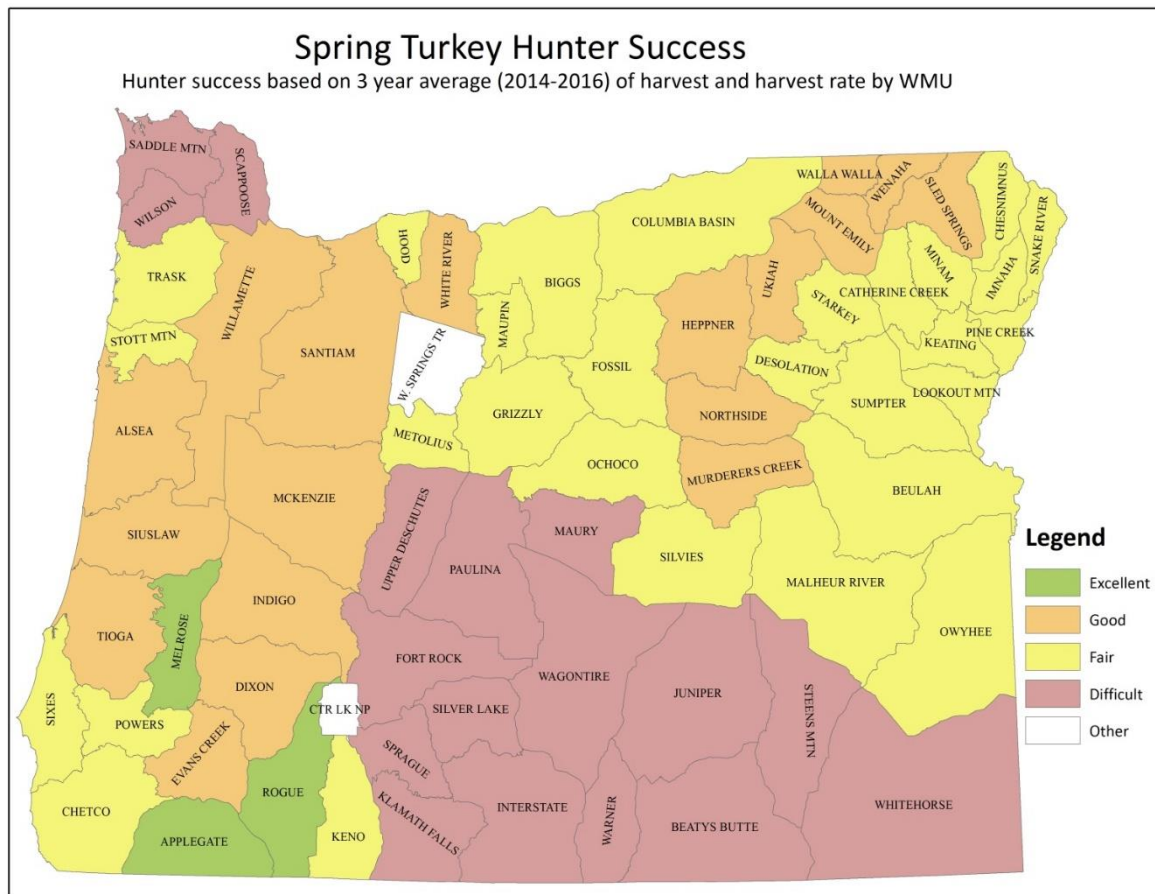 Spring Turkey Hunter Success
Hunter success based on 3 year average (2014-2016) of harvest and harvest rate by WMU
SADDLE MTN
SCAPPOOSE
WILSON
TRASK
WILLAMETTE
STOTT MTN
SANTIAM
HOOD
WHITE RIVER
W. SPRINGS TR
MAUPIN
BIGGS
COLUMBIA BASIN
WALLA WALLA
WENAHA
SLED SPRINGS
CHESNIMNUS
SNAKE RIVER
MOUNT EMILY
MINAM
IMNAHA
UKIAH
STARKEY
CATHERINE CREEK
HEPPNER
KEATING
PINE CREEK
FOSSIL
DESOLATION
LOOKOUT MTN
SUMPTER
ALSEA
GRIZZLY
NORTHSIDE
METOLIUS
OCHOCO
MURDERERS CREEK
MCKENZIE
BEULAH
SIUSLAW
UPPER DESCHUTES
MAURY
PAULINA
SILVIES
MALHEUR RIVER
INDIGO
OWYHEE
TIOGA
MELROSE
FORT ROCK
WAGONTIRE
DIXON
JUNIPER
STEENS MTN
SIXES
POWERS
CTR LK NP
SILVER LAKE
EVANS CREEK
SPRAGUE
ROGUE
CHETCO
KLAMATH FALLS
INTERSTATE
WARNER
WHITEHORSE
BEATYS BUTTE
APPLEGATE
KENO
Legend
Excellent
Good
Fair
Difficult
Other